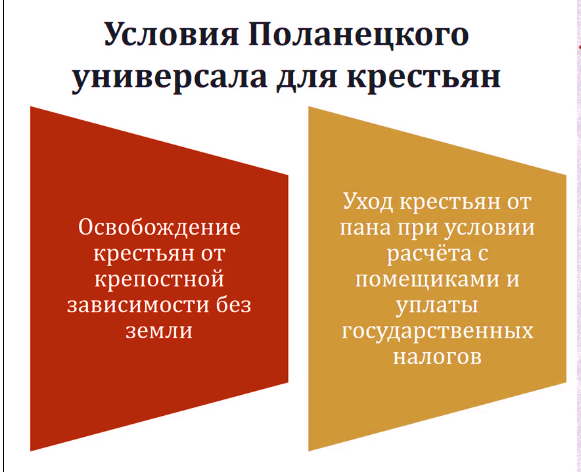 Условия Поланецкого
универсала для крестьян
Освобождение
крестьян от
крепостной
зависимости без
земли
Уход крестьян от
пана при условии
расчёта с
помещиками и
уплаты
государственных
налогов